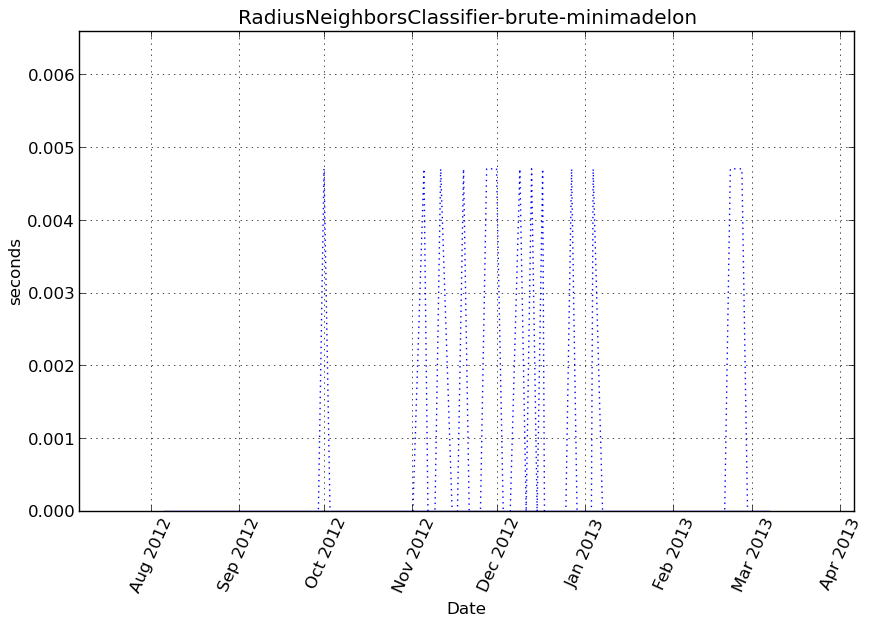 RadiusNeighborsClassifier-brute-minimadelon
0.006
0.005
0.004
0.003
0.002
0.001
0.000
seconds
Aug 2012
Sep 2012
Oct 2012
Nov 2012
Dec 2012
Jan 2013
Feb 2013
Mar 2013
Apr 2013
Date